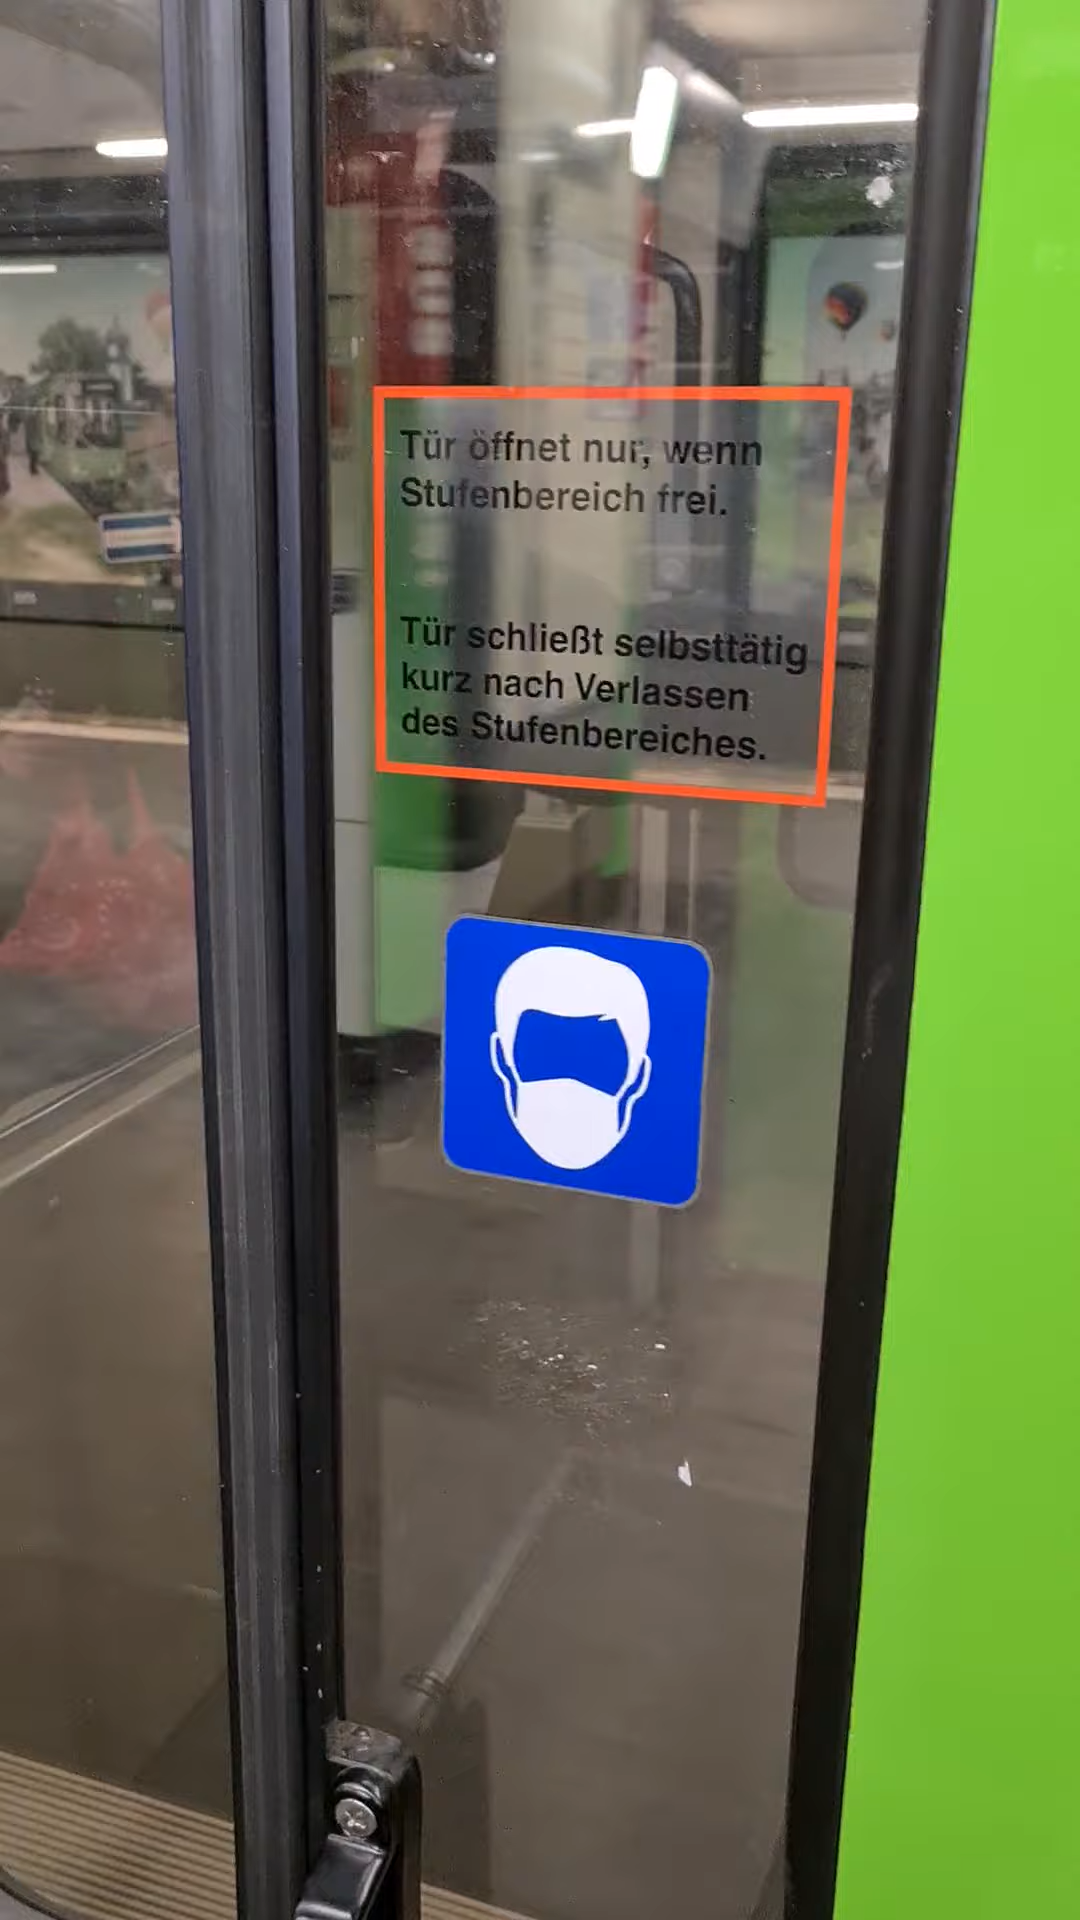 Tür öffnet nur, wenn
Stufenbereich frei.
Tür schließt selbsttätig
kurz nach Verlassen
des Stufenbereiches.